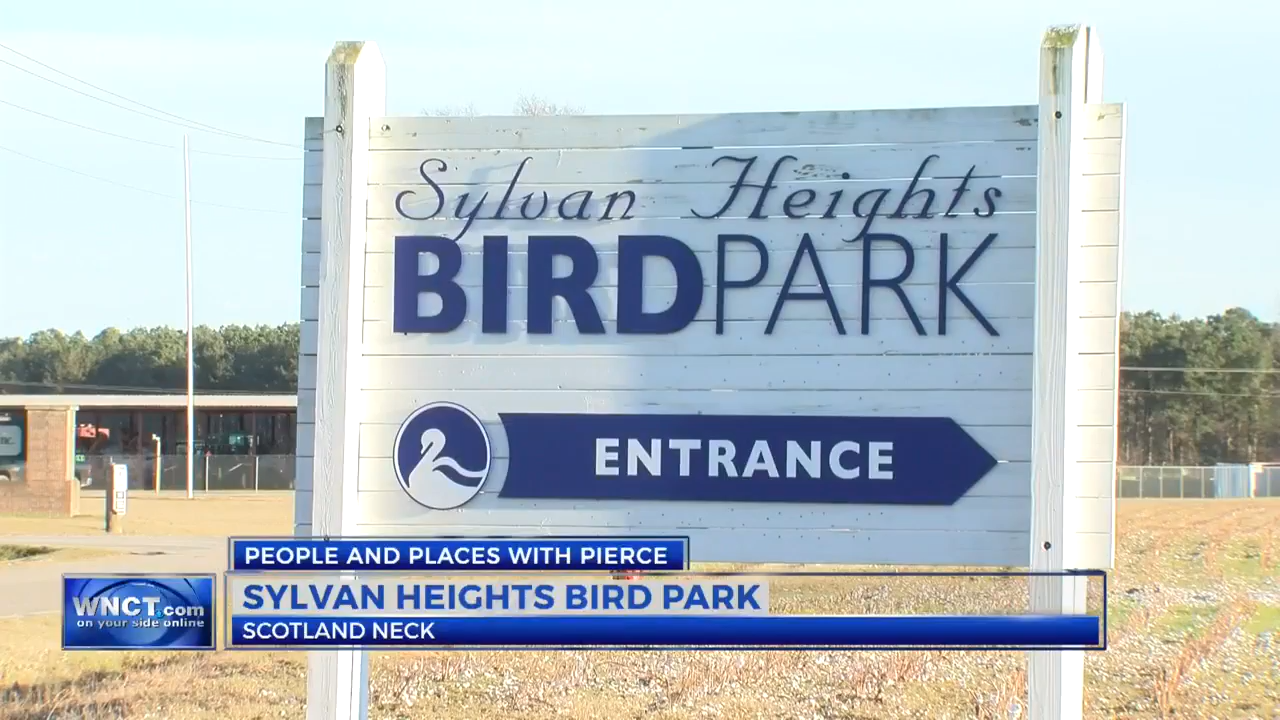 Sylvan Heights
BIRDPARK
ENTRANCE
PEOPLE AND PLACES WITH PIERCE
SYLVAN HEIGHTS BIRD PARK
SCOTLAND NECK
WNCT.com
on your side online